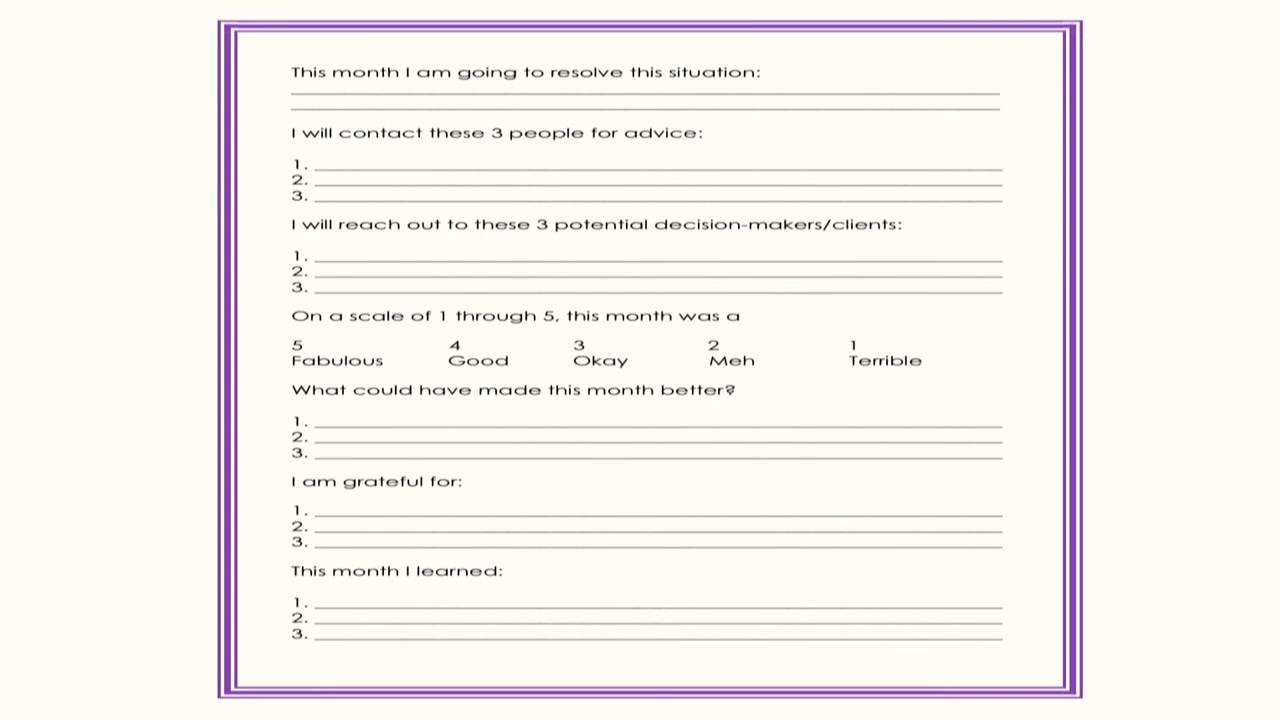 This month I am going to resolve this situation:
I will contact these 3 people for advice:
1.
2.
3.
I will reach out to these 3 potential decision-makers/clients:
1.
2.
3.
On a scale of 1 through 5, this month was a
5 4 3 2 1
Fabulous Good Okay Meh Terrible
What could have made this month better?
1.
2.
3.
I am grateful for:
1.
2.
3.
This month I learned:
1.
2.
3.